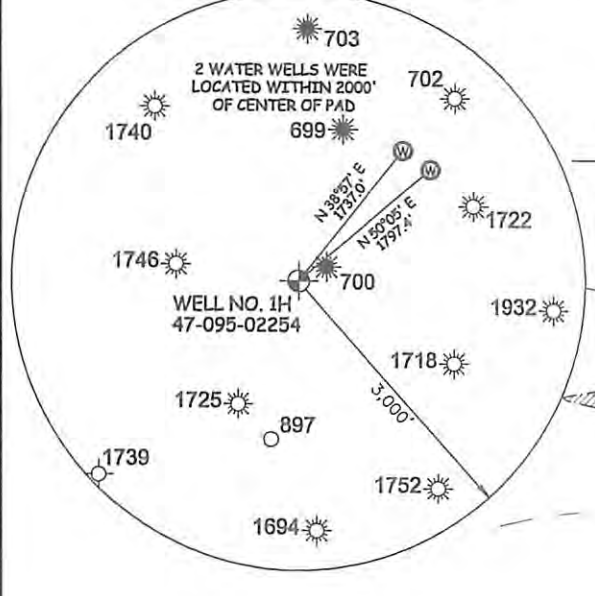 703
2 WATER WELLS WERE
LOCATED WITHIN 2000'
OF CENTER OF PAD
702
1740
699
W
W
N 38°57' E
1737.0'
N 50°05' E
1797.4'
1722
1746
700
WELL NO. 1H
47-095-02254
1932
1718
3,000'
1725
897
1739
1752
1694